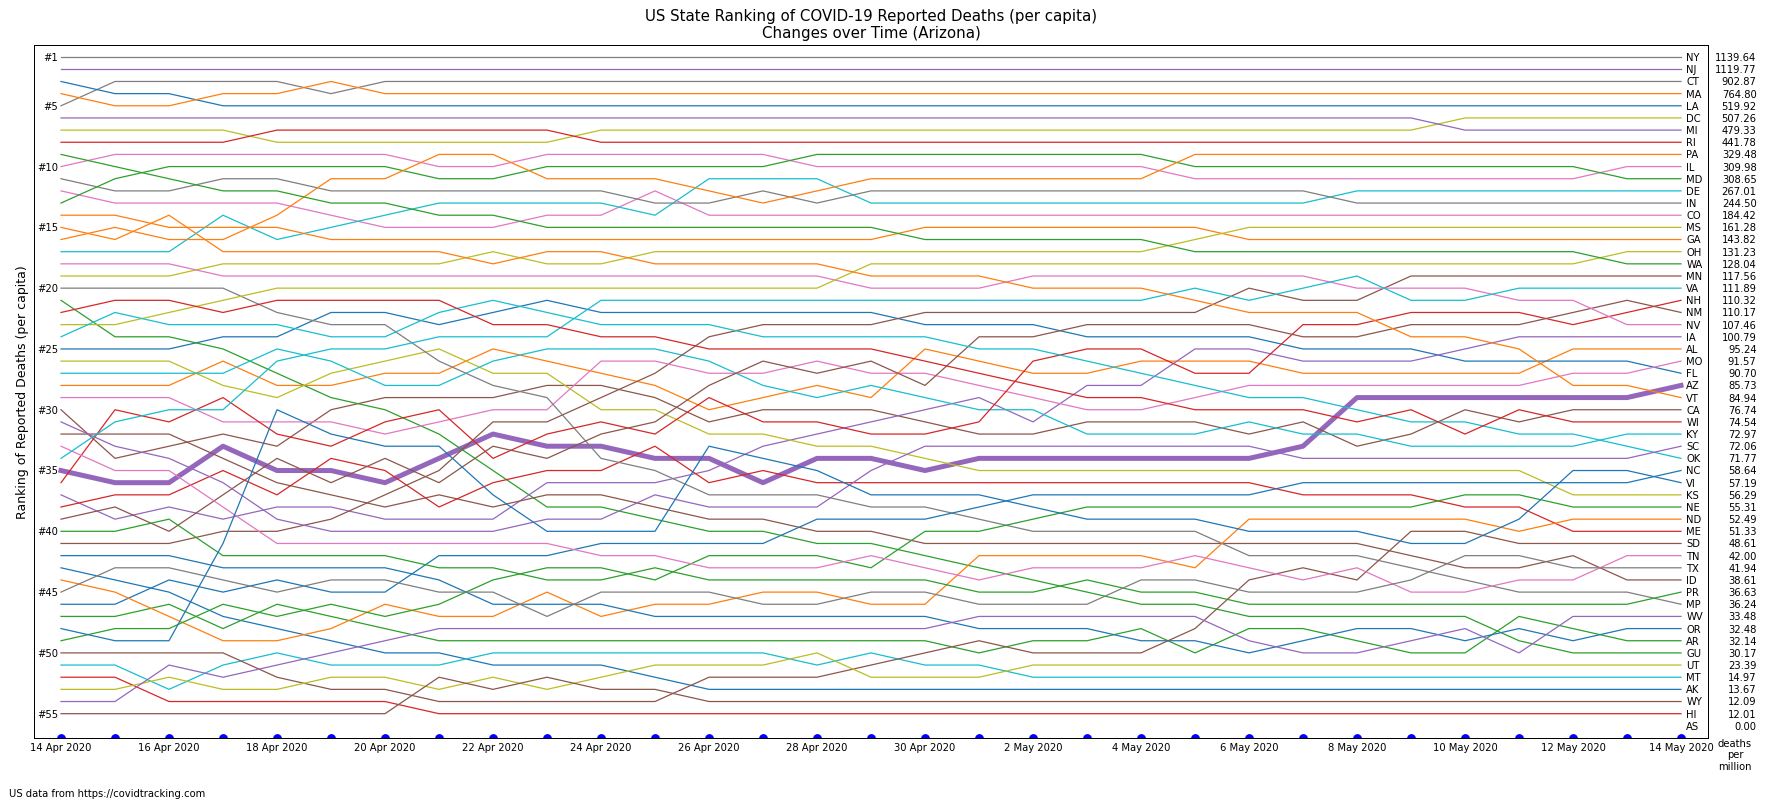 US State Ranking of COVID-19 Reported Deaths (per capita)
Changes over Time (Arizona)
Ranking of Reported Deaths (per capita)
#1
#5
#10
#15
#20
#25
#30
#35
#40
#45
#50
#55
NY 1139.64
NJ 1119.77
CT 902.87
MA 764.80
LA 519.92
DC 507.26
MI 479.33
RI 441.78
PA 329.48
IL 309.98
MD 308.65
DE 267.01
IN 244.50
CO 184.42
MS 161.28
GA 143.82
OH 131.23
WA 128.04
MN 117.56
VA 111.89
NH 110.32
NM 110.17
NV 107.46
IA 100.79
AL 95.24
MO 91.57
FL 90.70
AZ 85.73
VT 84.94
CA 76.74
WI 74.54
KY 72.97
SC 72.06
OK 71.77
NC 58.64
VI 57.19
KS 56.29
NE 55.31
ND 52.49
ME 51.33
SD 48.61
TN 42.00
TX 41.94
ID 38.61
PR 36.63
MP 36.24
WV 33.48
OR 32.48
AR 32.14
GU 30.17
UT 23.39
MT 14.97
AK 13.67
WY 12.09
HI 12.01
AS 0.00
14 Apr 2020 16 Apr 2020 18 Apr 2020 20 Apr 2020 22 Apr 2020 24 Apr 2020 26 Apr 2020 28 Apr 2020 30 Apr 2020 2 May 2020 4 May 2020 6 May 2020 8 May 2020 10 May 2020 12 May 2020 14 May 2020
deaths
per
million
US data from https://covidtracking.com